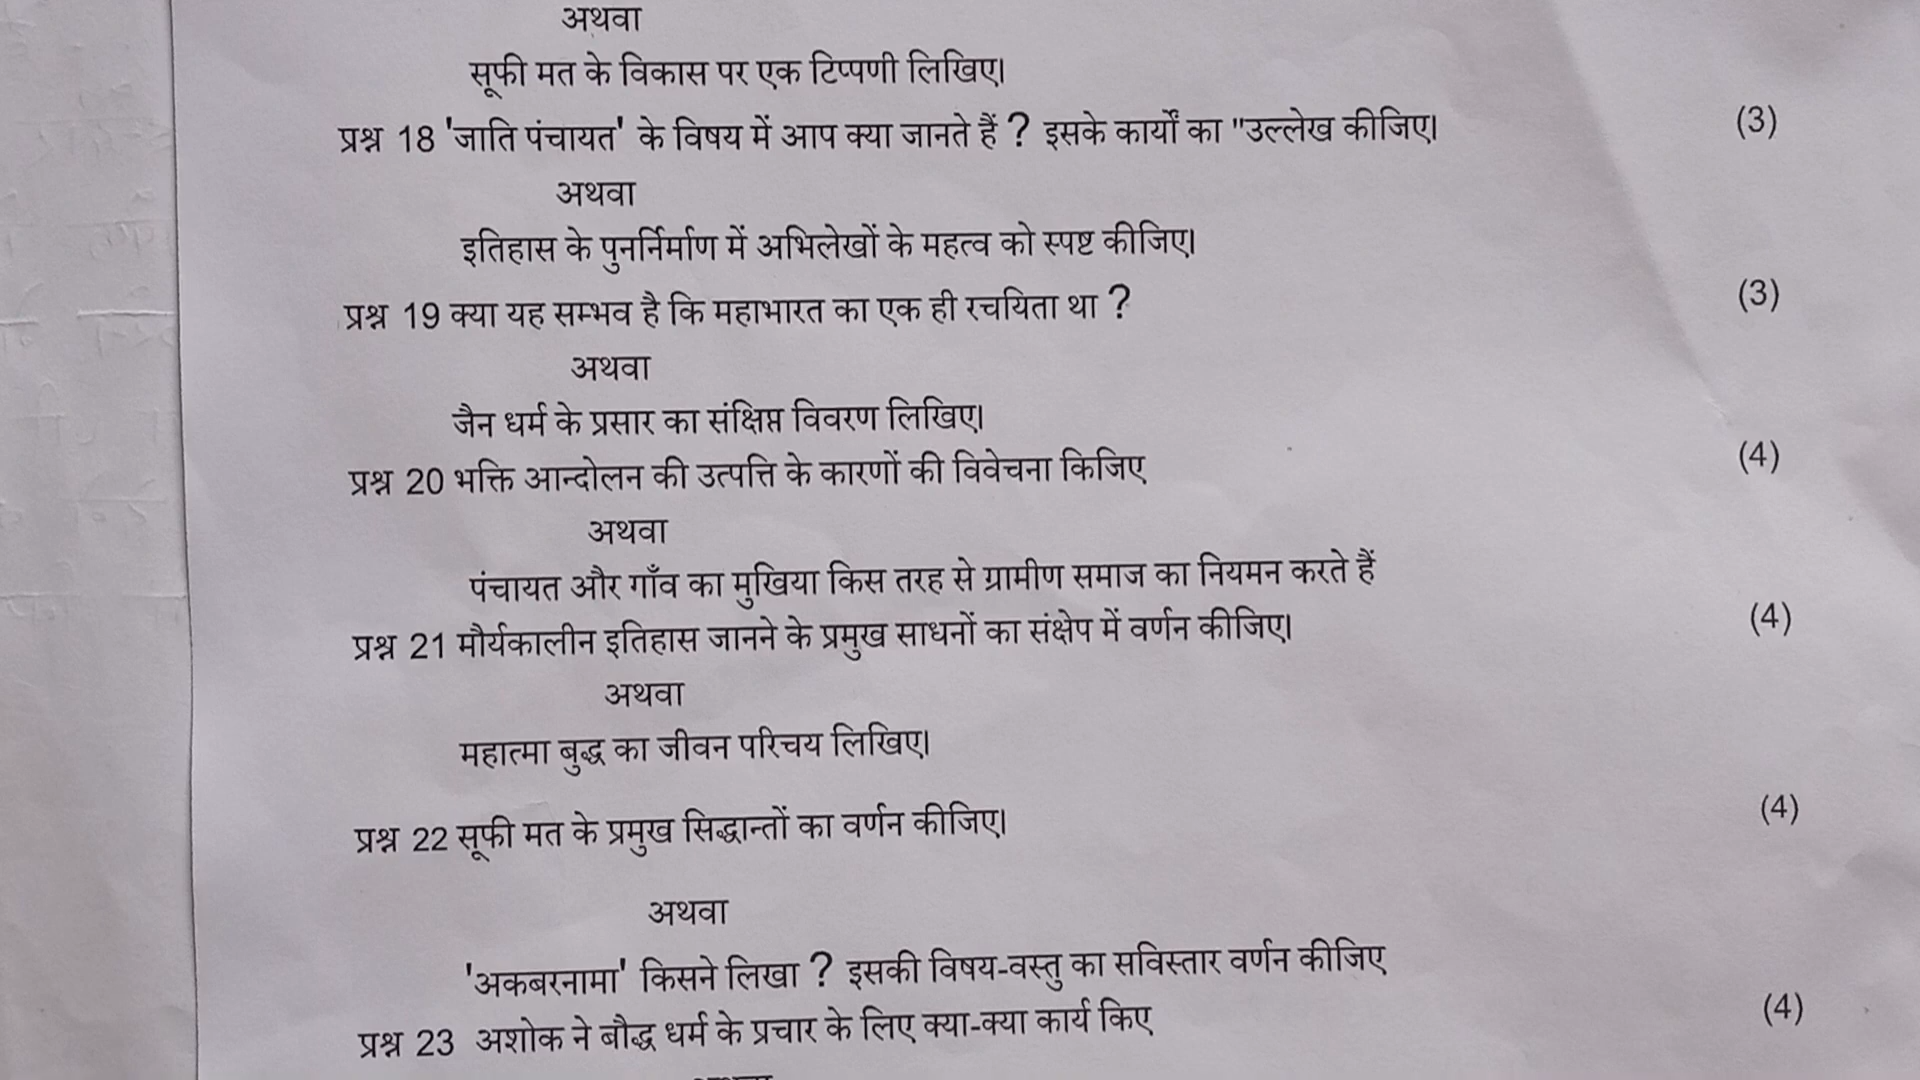 अथवा
सूफी मत के विकास पर एक टिप्पणी लिखिए।
प्रश्न 18 'जाति पंचायत' के विषय में आप क्या जानते हैं ? इसके कार्यों का "उल्लेख कीजिए। (3)
अथवा
इतिहास के पुनर्निर्माण में अभिलेखों के महत्व को स्पष्ट कीजिए।
प्रश्न 19 क्या यह सम्भव है कि महाभारत का एक ही रचयिता था ? (3)
अथवा
जैन धर्म के प्रसार का संक्षिप्त विवरण लिखिए।
प्रश्न 20 भक्ति आन्दोलन की उत्पत्ति के कारणों की विवेचना किजिए (4)
अथवा
पंचायत और गाँव का मुखिया किस तरह से ग्रामीण समाज का नियमन करते हैं
प्रश्न 21 मौर्यकालीन इतिहास जानने के प्रमुख साधनों का संक्षेप में वर्णन कीजिए। (4)
अथवा
महात्मा बुद्ध का जीवन परिचय लिखिए।
प्रश्न 22 सूफी मत के प्रमुख सिद्धान्तों का वर्णन कीजिए। (4)
अथवा
'अकबरनामा' किसने लिखा ? इसकी विषय-वस्तु का सविस्तार वर्णन कीजिए
प्रश्न 23 अशोक ने बौद्ध धर्म के प्रचार के लिए क्या-क्या कार्य किए (4)